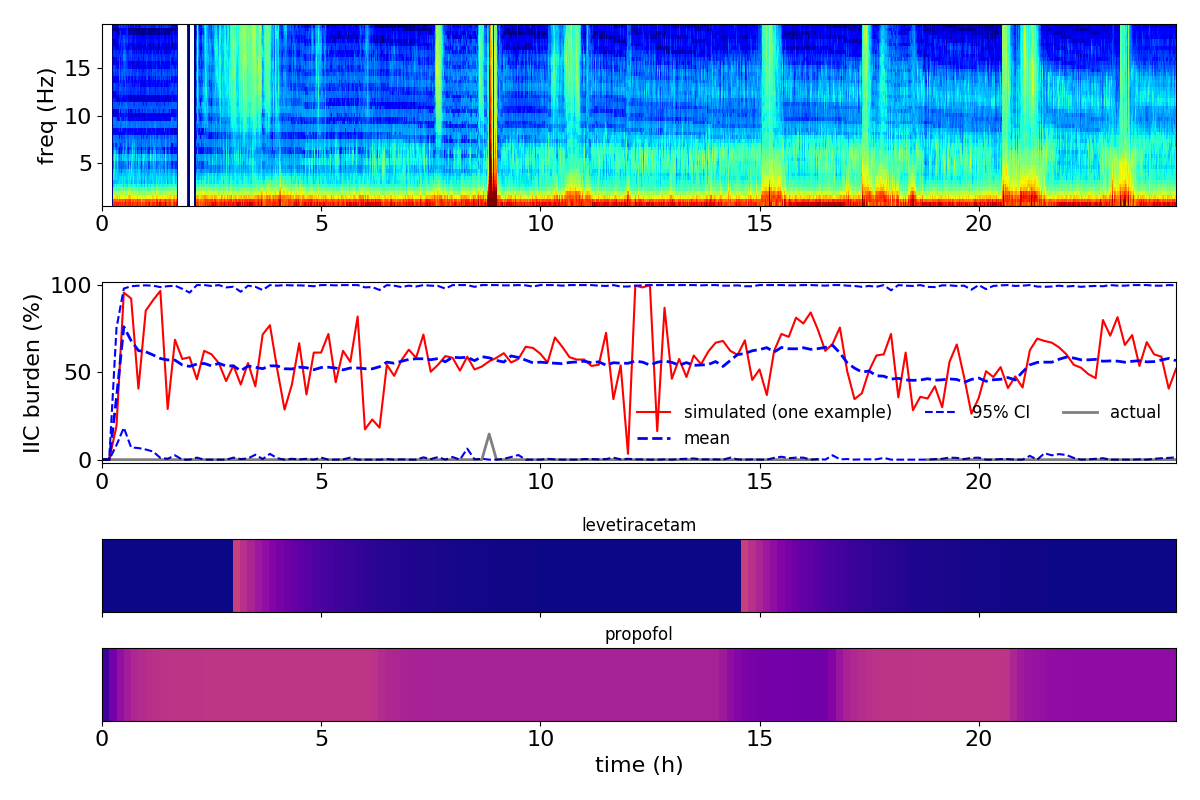 freq (Hz)
15
10
5
0 5 10 15 20
IIC burden (%)
100
50
0
simulated (one example) 95% CI actual
mean
0 5 10 15 20
levetiracetam
propofol
0 5 10 15 20
time (h)